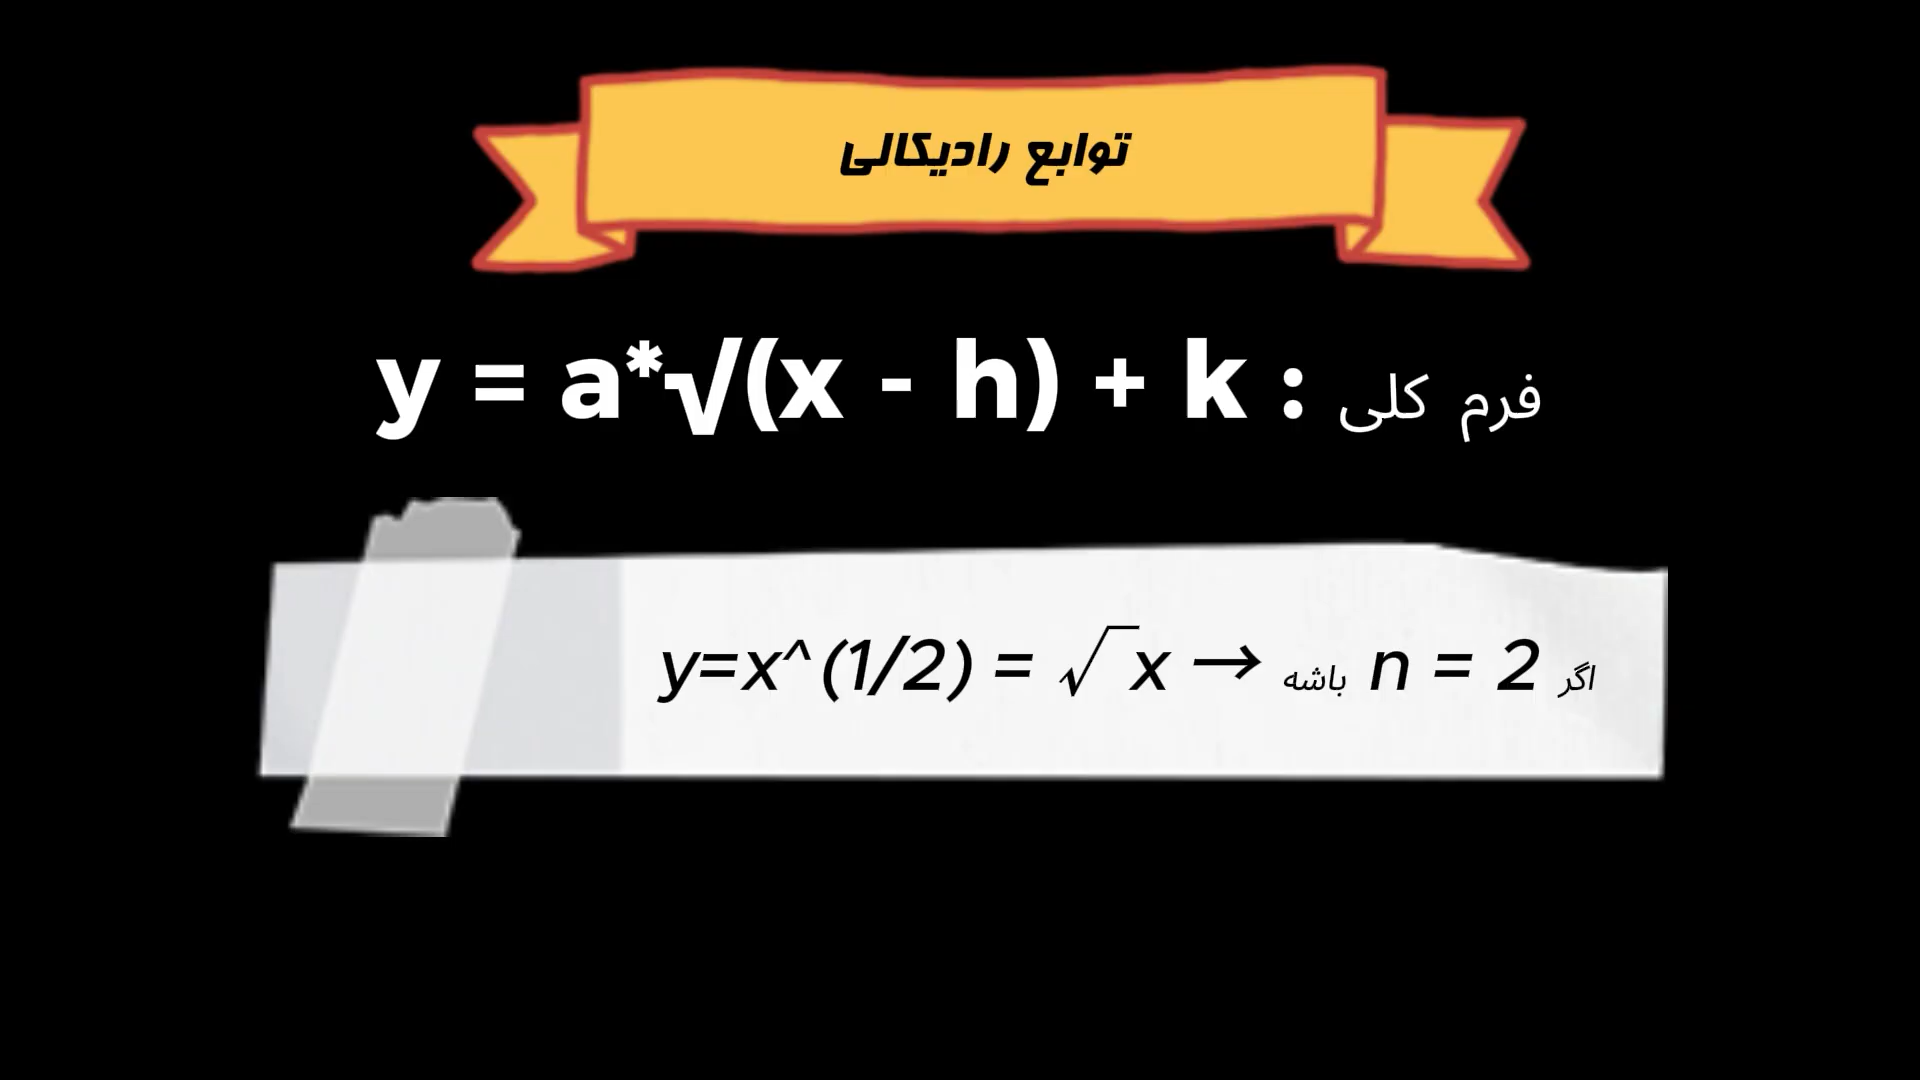 توابع رادیکالی
فرم کلی : y = a*√(x - h) + k
اگر n = 2 باشه → y=x^(1/2) = √x